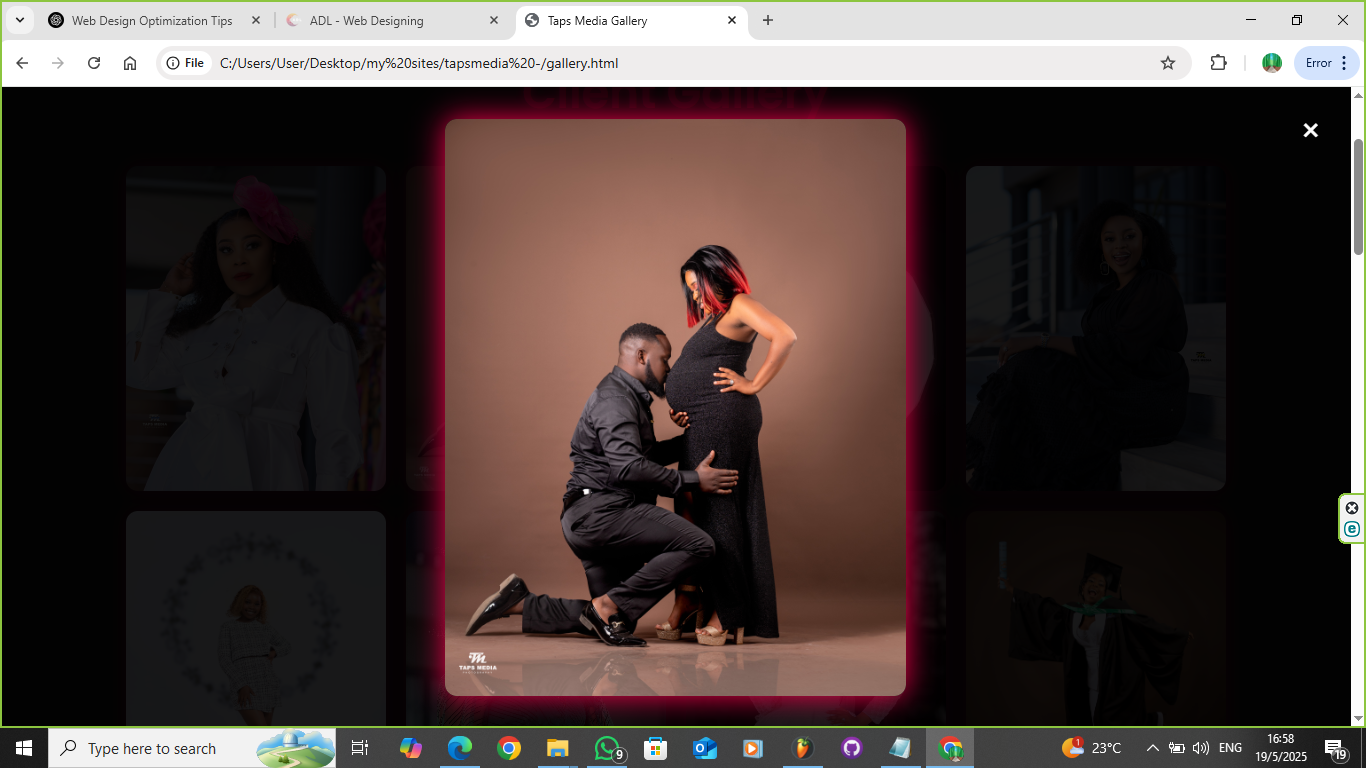 Web Design Optimization Tips
ADL - Web Designing
Taps Media Gallery
File
C:/Users/User/Desktop/my%20sites/tapsmedia%20-/gallery.html
Error
Client Gallery
TM
TAPS MEDIA
Type here to search
9
1
23°C
ENG
16:58
19/5/2025
19